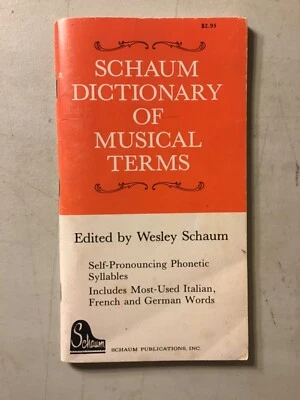 $2.95
SCHAUM
DICTIONARY
OF
MUSICAL
TERMS
Edited by Wesley Schaum
Self-Pronouncing Phonetic
Syllables
Includes Most-Used Italian,
French and German Words
Schaum
SCHAUM PUBLICATIONS, INC.